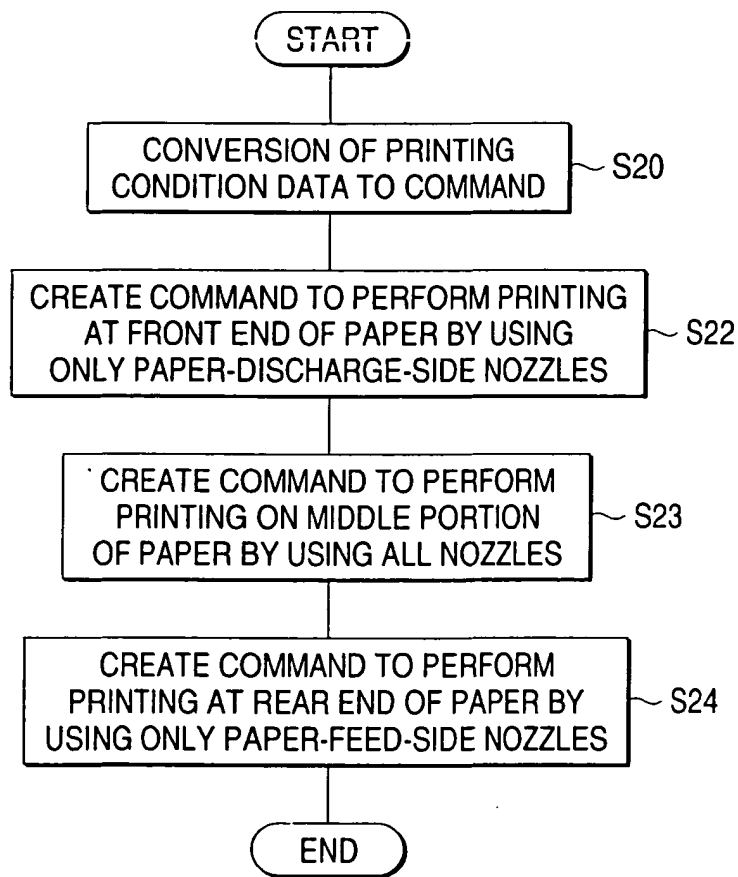 START
CONVERSION OF PRINTING
CONDITION DATA TO COMMAND
S20
CREATE COMMAND TO PERFORM PRINTING
AT FRONT END OF PAPER BY USING
ONLY PAPER-DISCHARGE-SIDE NOZZLES
S22
CREATE COMMAND TO PERFORM
PRINTING ON MIDDLE PORTION
OF PAPER BY USING ALL NOZZLES
S23
CREATE COMMAND TO PERFORM
PRINTING AT REAR END OF PAPER BY
USING ONLY PAPER-FEED-SIDE NOZZLES
S24
END